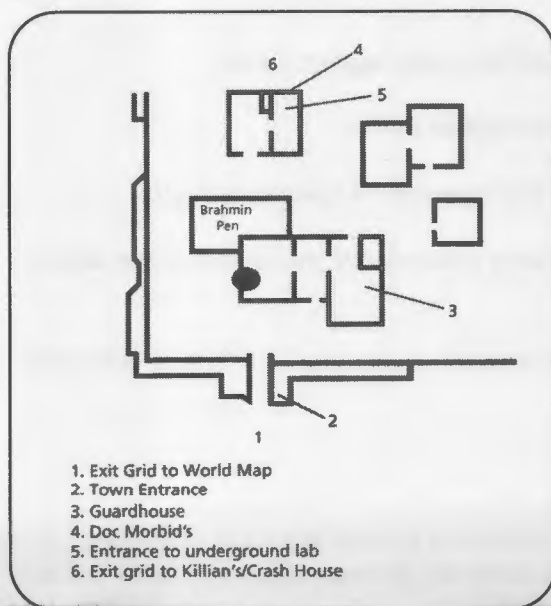 6
4
5
Brahmin
Pen
3
2
1
1. Exit Grid to World Map
2. Town Entrance
3. Guardhouse
4. Doc Morbid's
5. Entrance to underground lab
6. Exit grid to Killian's/Crash House